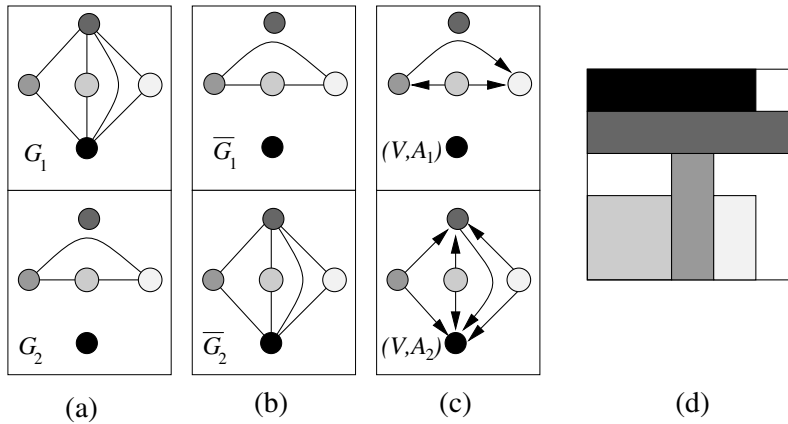 G₁
G̅₁
(V,A₁)
G₂
G̅₂
(V,A₂)
(a)
(b)
(c)
(d)